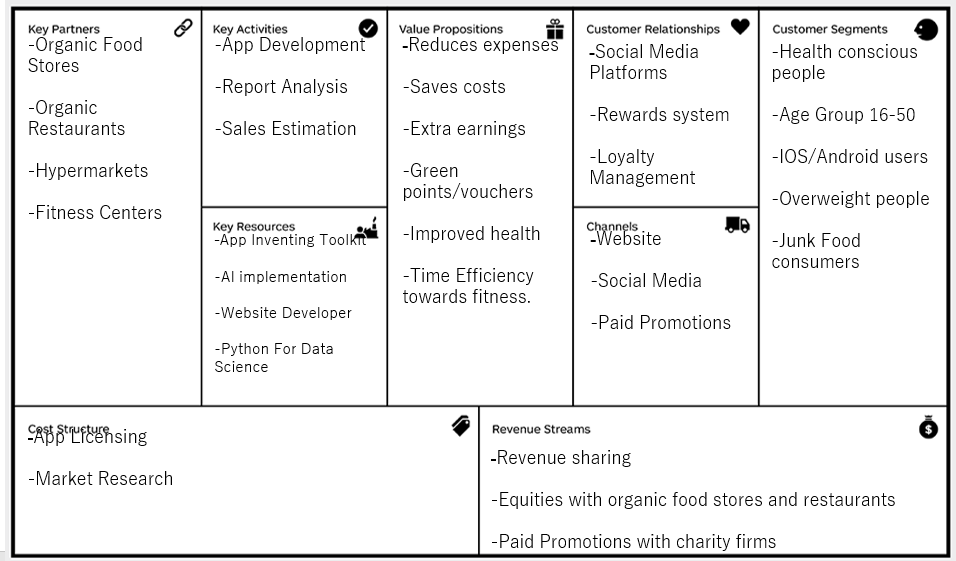 Key Partners
-Organic Food
Stores
-Organic
Restaurants
-Hypermarkets
-Fitness Centers
Key Activities
-App Development
-Report Analysis
-Sales Estimation
Key Resources
-App Inventing Toolkit
-AI implementation
-Website Developer
-Python For Data
Science
Value Propositions
-Reduces expenses
-Saves costs
-Extra earnings
-Green
points/vouchers
-Improved health
-Time Efficiency
towards fitness.
Customer Relationships
-Social Media
Platforms
-Rewards system
-Loyalty
Management
Channels
-Website
-Social Media
-Paid Promotions
Customer Segments
-Health conscious
people
-Age Group 16-50
-IOS/Android users
-Overweight people
-Junk Food
consumers
Cost Structure
-App Licensing
-Market Research
Revenue Streams
$
-Revenue sharing
-Equities with organic food stores and restaurants
-Paid Promotions with charity firms